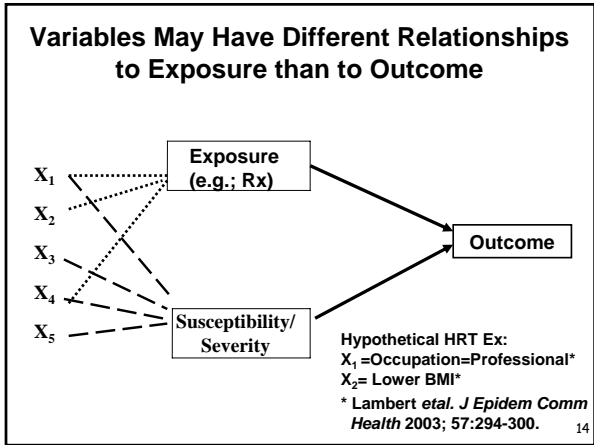 Variables May Have Different Relationships
to Exposure than to Outcome
Exposure
(e.g.; Rx)
X1
X2
X3
X4
X5
Outcome
Susceptibility/
Severity
Hypothetical HRT Ex:
X1 =Occupation=Professional*
X2= Lower BMI*
* Lambert etal. J Epidem Comm
Health 2003; 57:294-300.
14